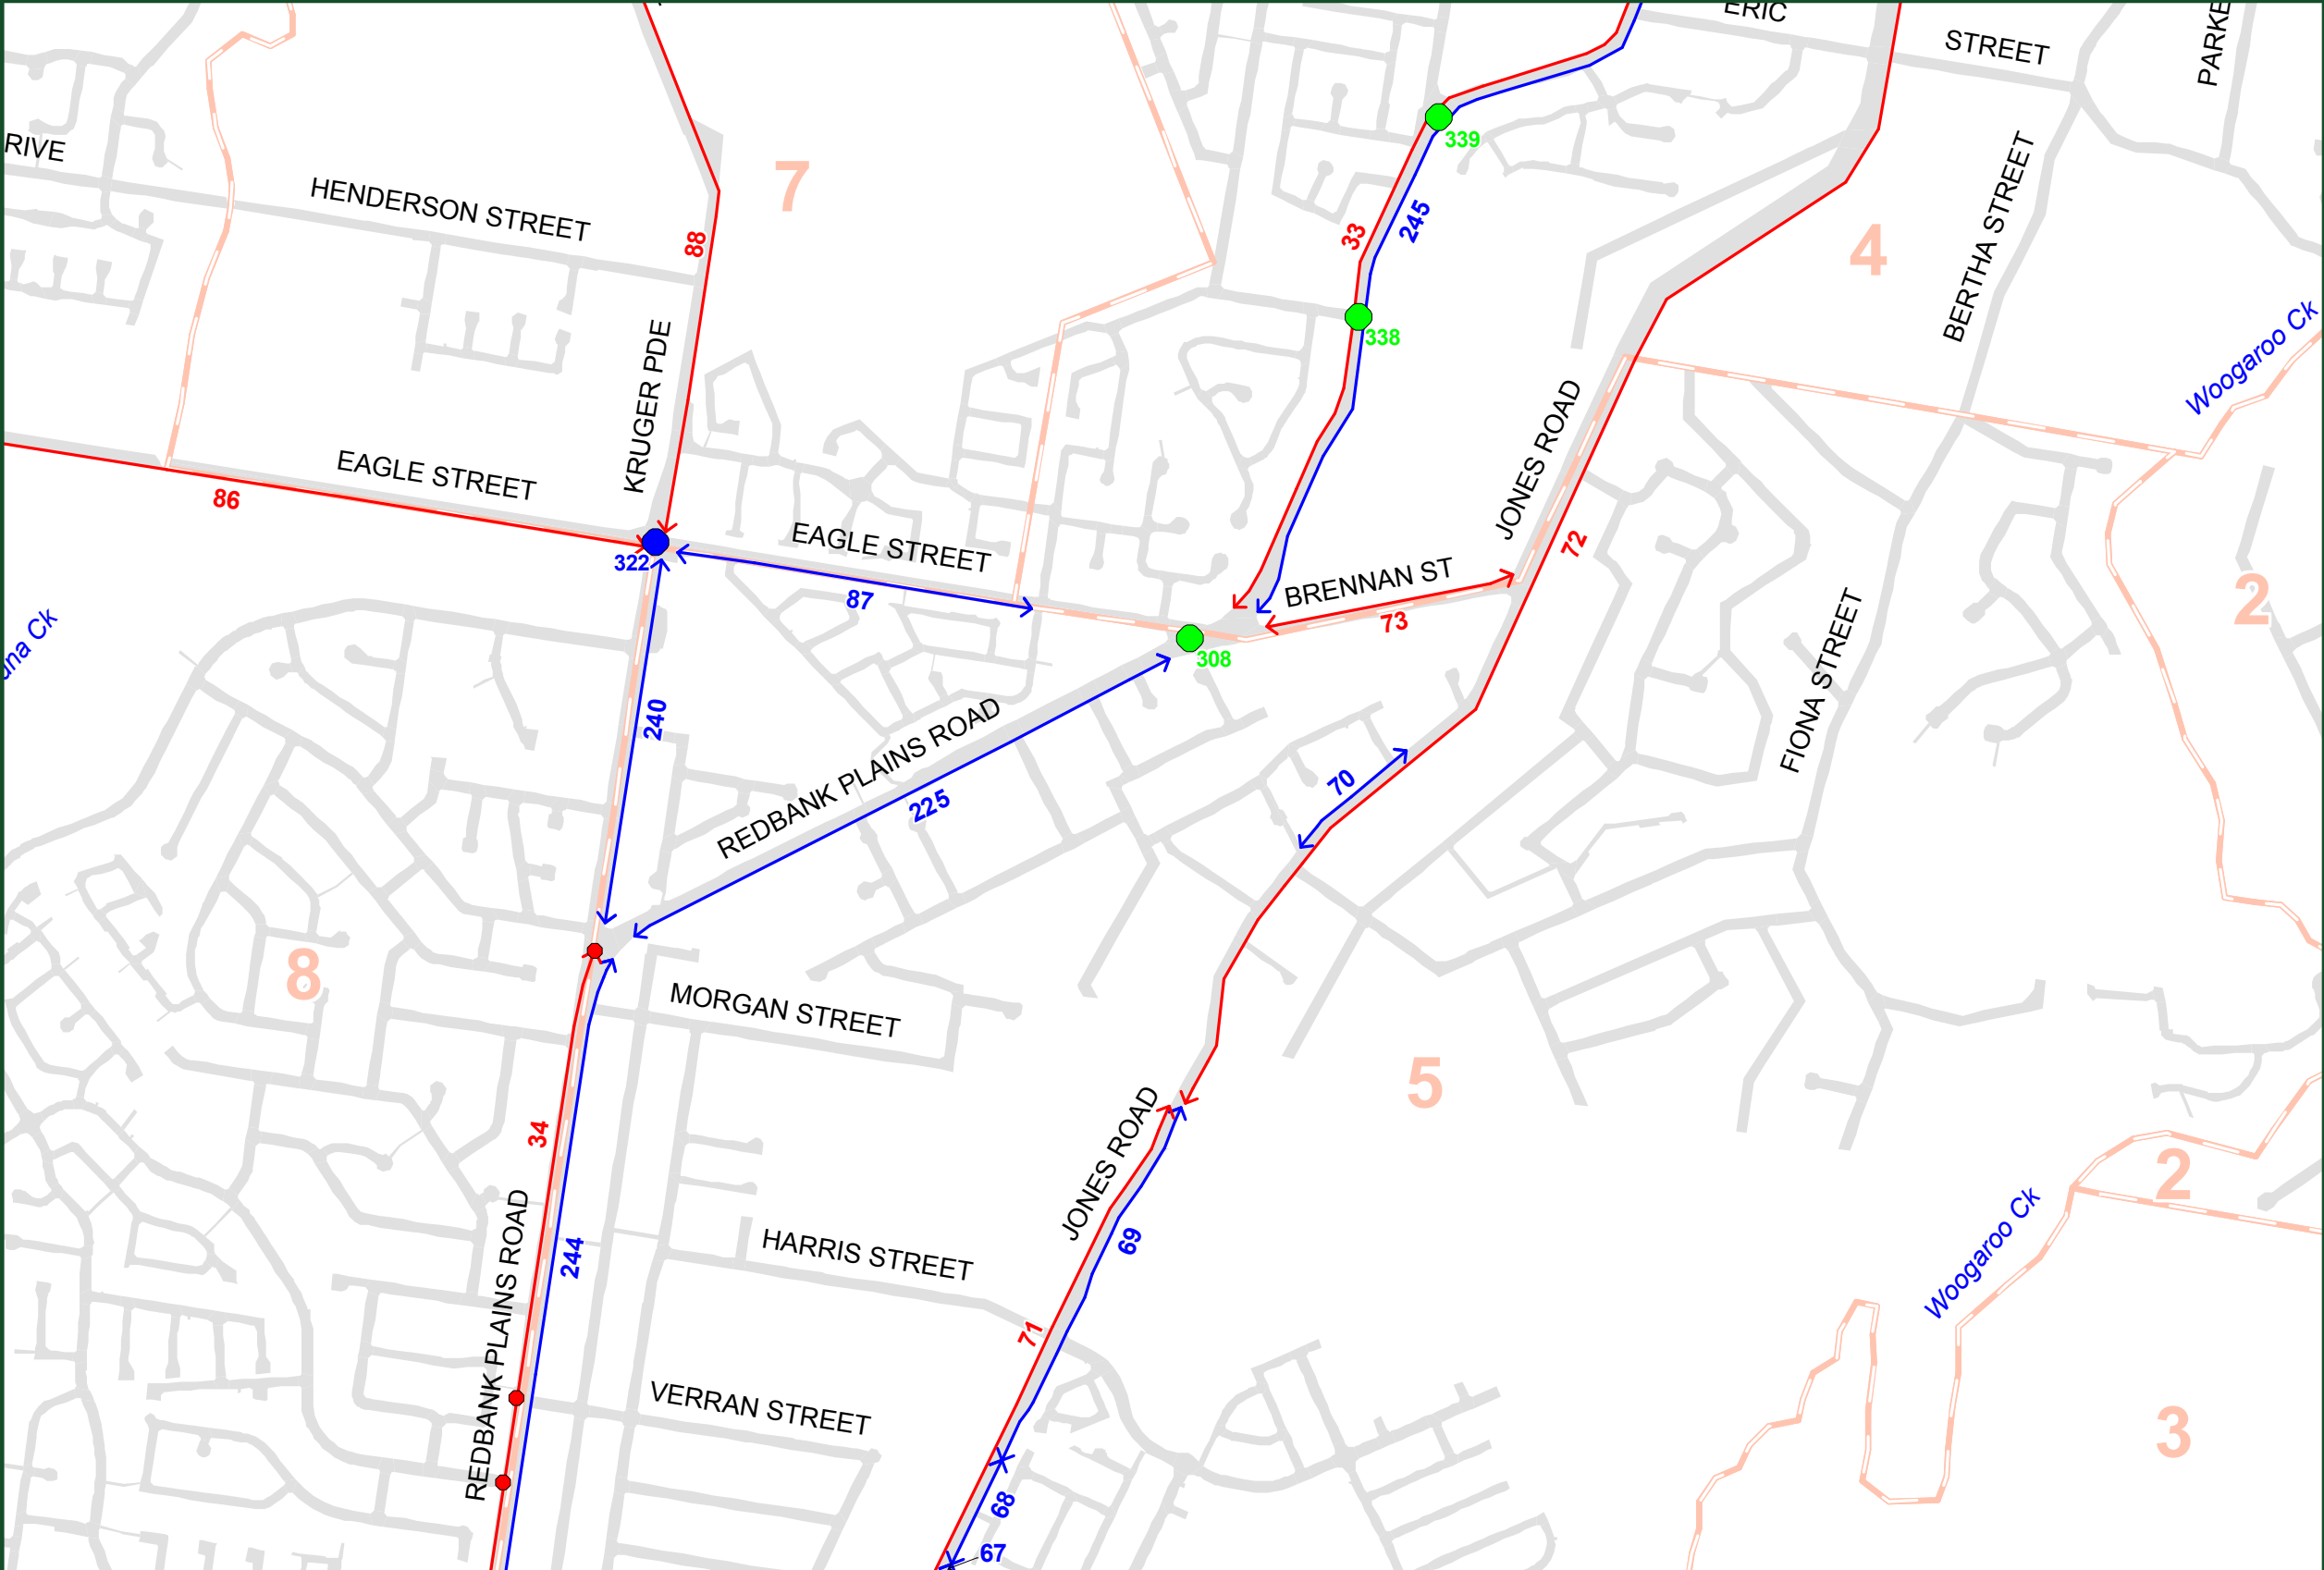 ERIC
STREET
PARKE
RIVE
HENDERSON STREET
7
339
33
245
88
4
BERTHA STREET
KRUGER PDE
338
Woogaroo Ck
EAGLE STREET
86
JONES ROAD
322
EAGLE STREET
87
BRENNAN ST
73
72
2
308
una Ck
FIONA STREET
240
REDBANK PLAINS ROAD
225
70
8
MORGAN STREET
5
34
JONES ROAD
69
2
Woogaroo Ck
244
HARRIS STREET
REDBANK PLAINS ROAD
71
VERRAN STREET
3
68
67